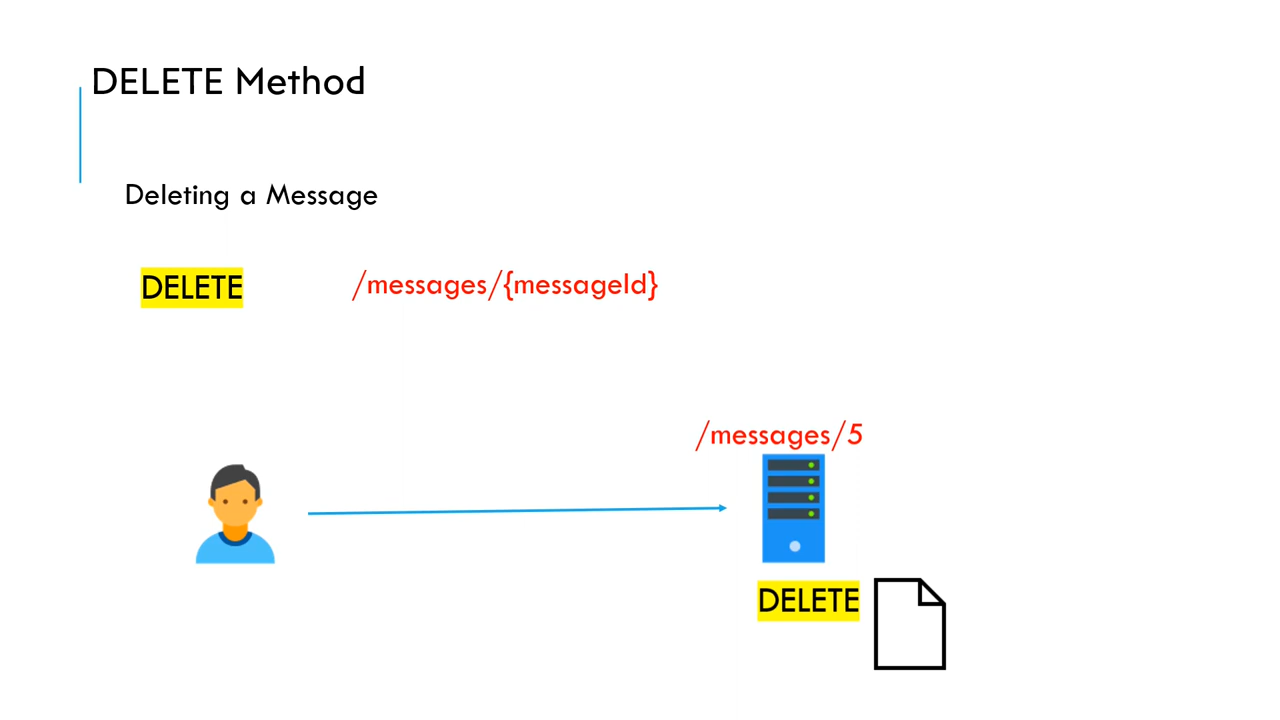 DELETE Method
Deleting a Message
DELETE /messages/{messageId}
/messages/5
DELETE